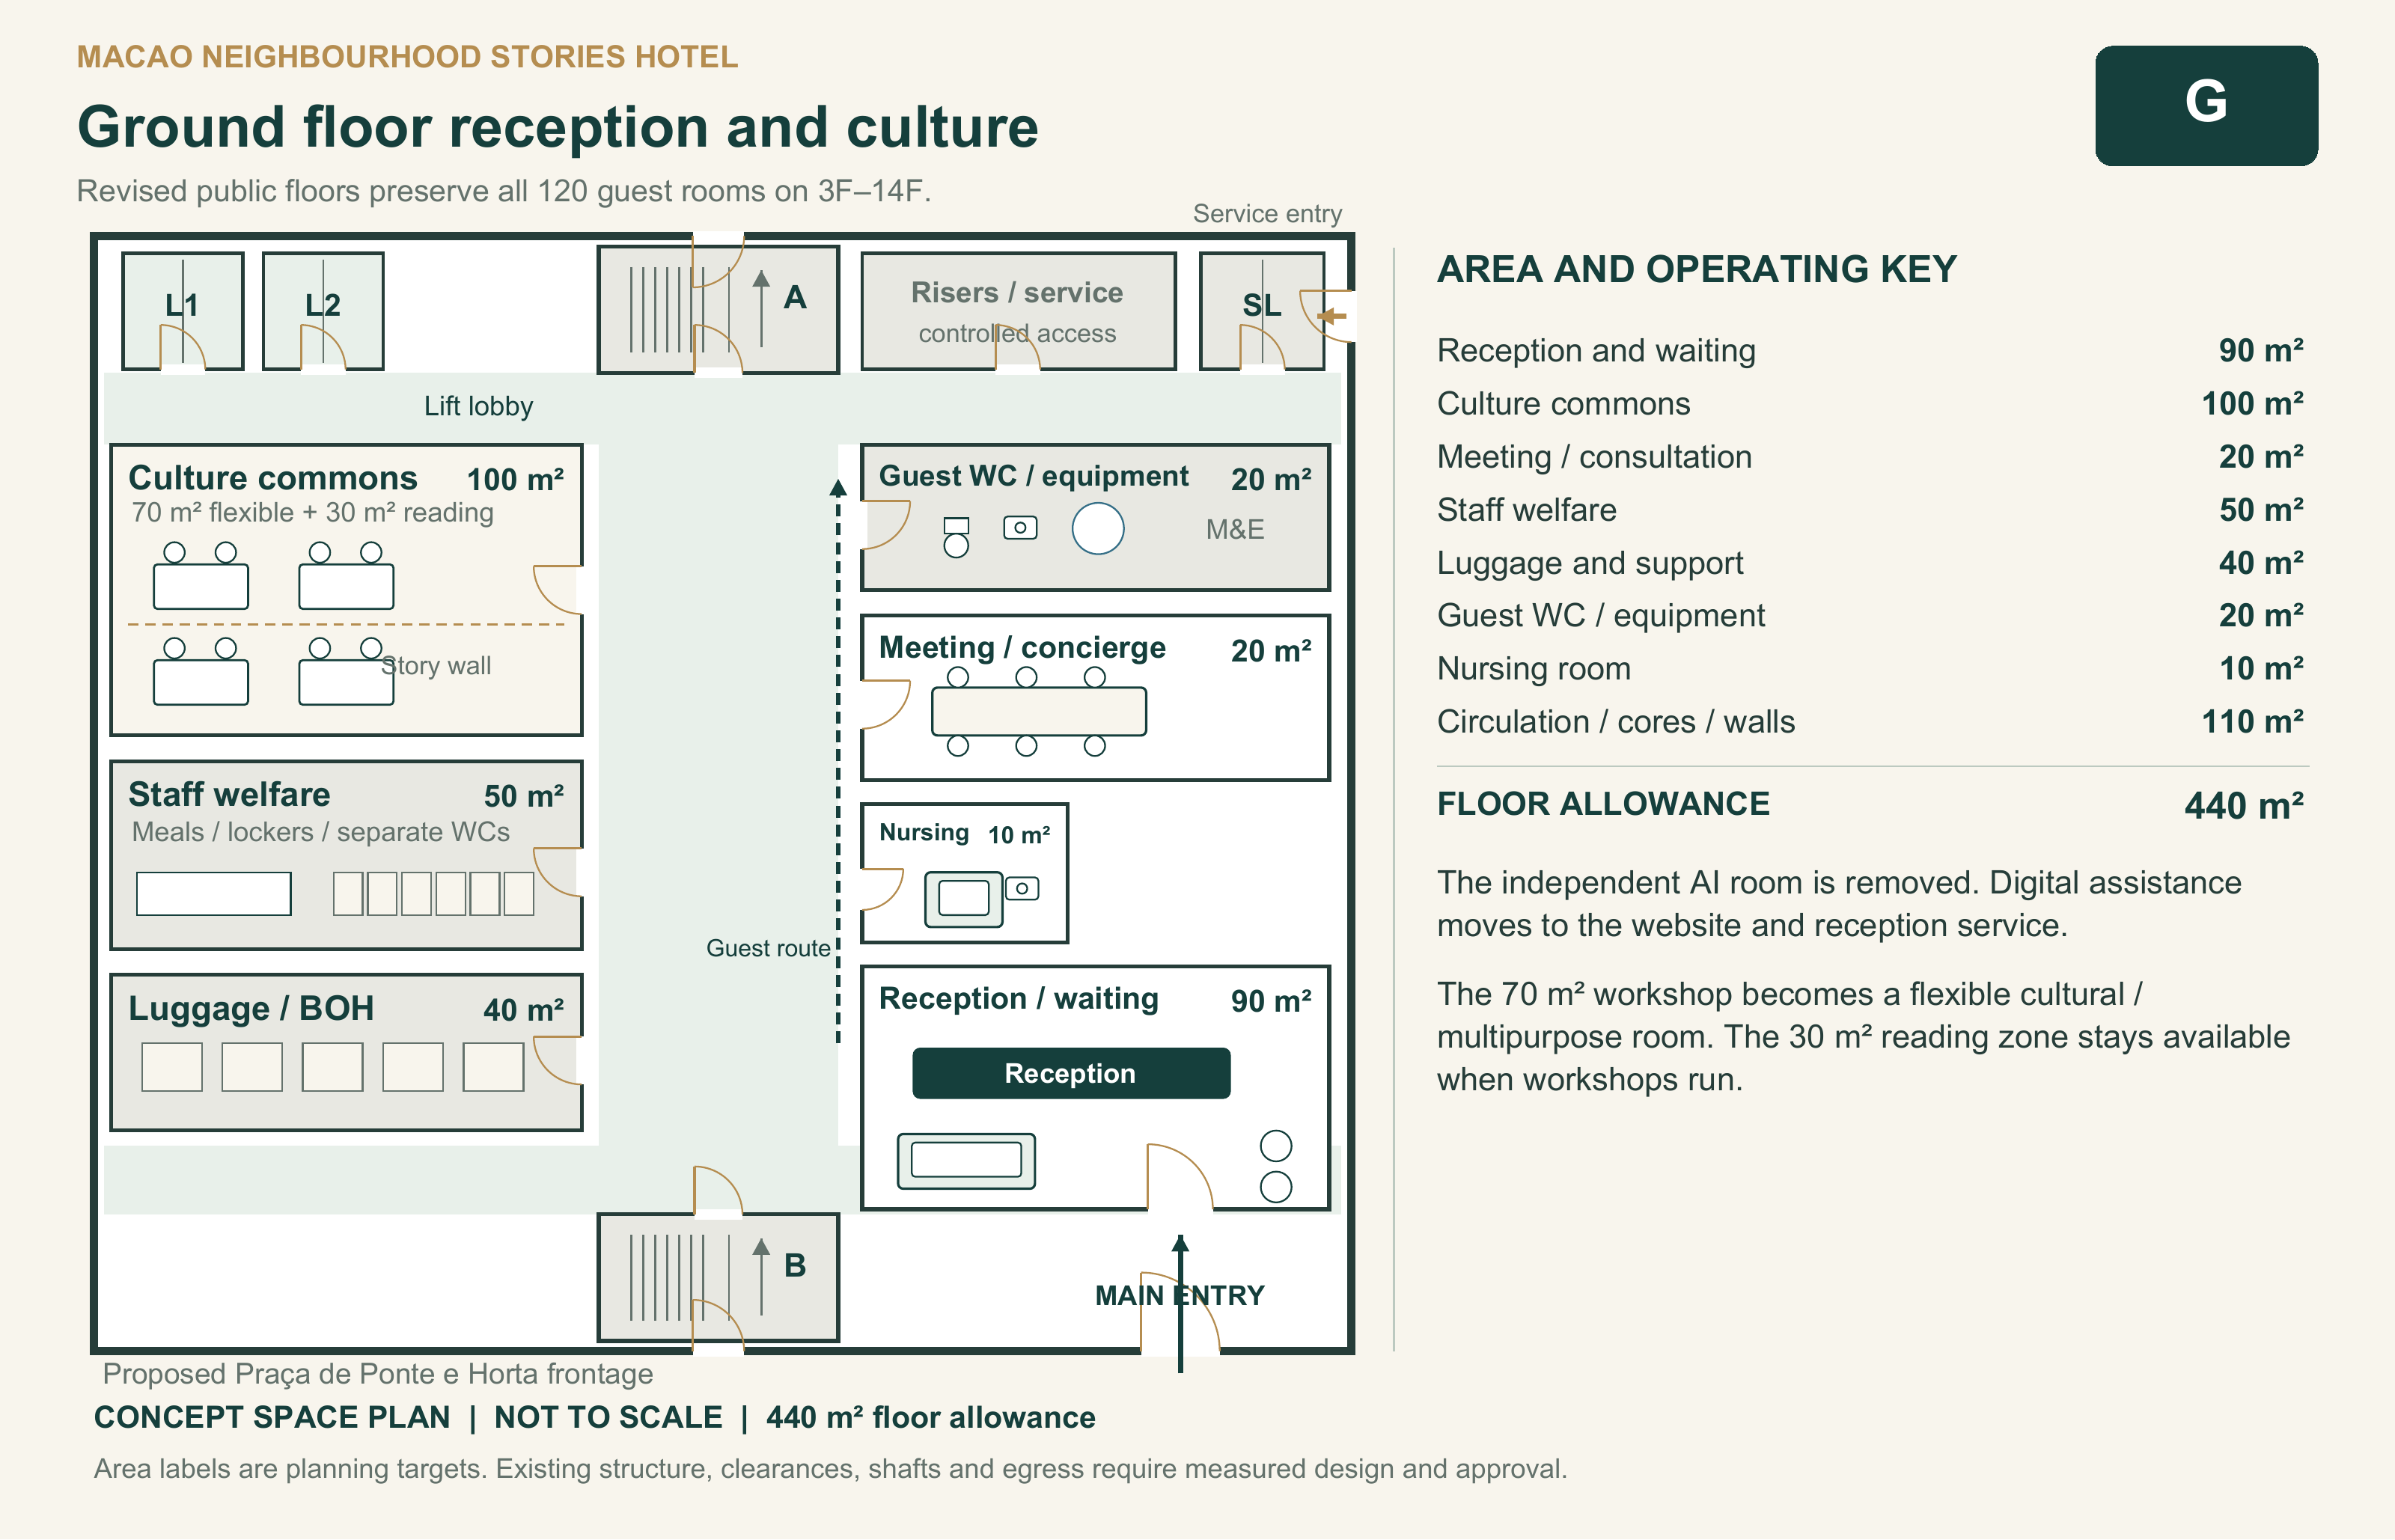 MACAO NEIGHBOURHOOD STORIES HOTEL
Ground floor reception and culture
G
Revised public floors preserve all 120 guest rooms on 3F–14F.
Service entry
L1
L2
A
Risers / service
controlled access
SL
Lift lobby
Culture commons 100 m²
70 m² flexible + 30 m² reading
Story wall
Guest WC / equipment 20 m²
M&E
Meeting / concierge 20 m²
Staff welfare 50 m²
Meals / lockers / separate WCs
Nursing 10 m²
Guest route
Luggage / BOH 40 m²
Reception / waiting 90 m²
Reception
B
MAIN ENTRY
Proposed Praça de Ponte e Horta frontage
CONCEPT SPACE PLAN | NOT TO SCALE | 440 m² floor allowance
Area labels are planning targets. Existing structure, clearances, shafts and egress require measured design and approval.
AREA AND OPERATING KEY
Reception and waiting 90 m²
Culture commons 100 m²
Meeting / consultation 20 m²
Staff welfare 50 m²
Luggage and support 40 m²
Guest WC / equipment 20 m²
Nursing room 10 m²
Circulation / cores / walls 110 m²
FLOOR ALLOWANCE 440 m²
The independent AI room is removed. Digital assistance
moves to the website and reception service.
The 70 m² workshop becomes a flexible cultural /
multipurpose room. The 30 m² reading zone stays available
when workshops run.